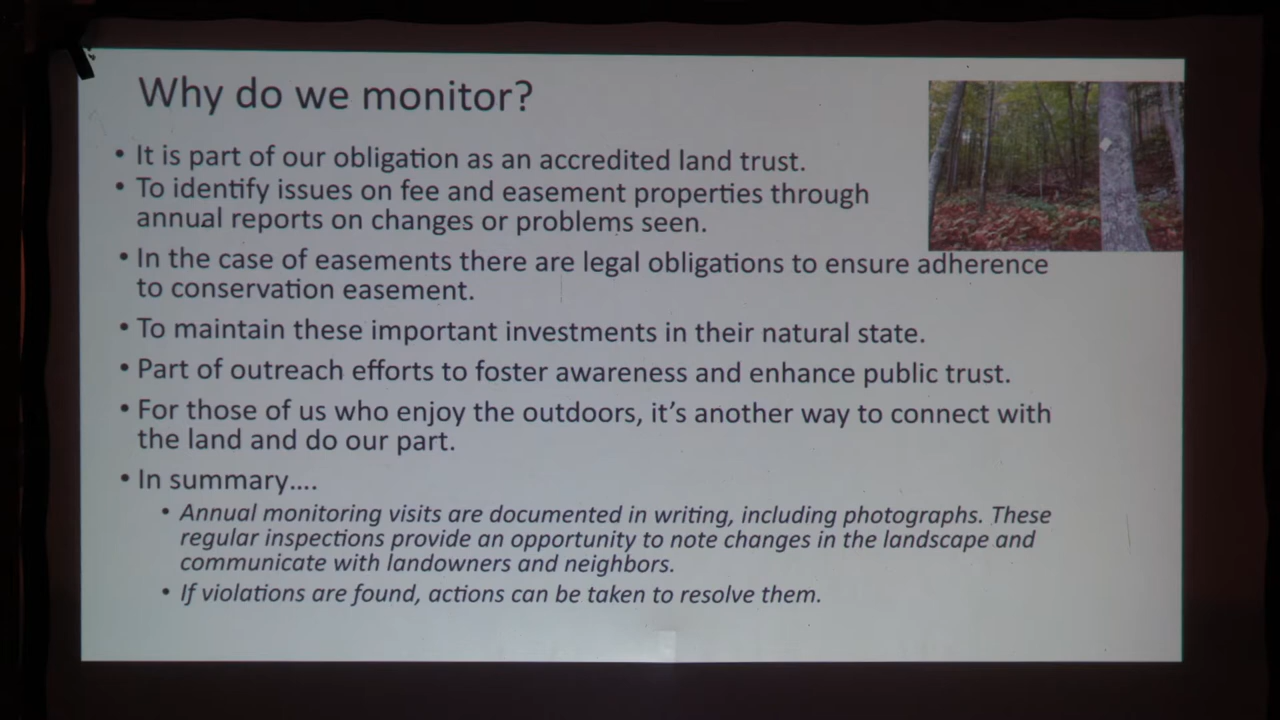 Why do we monitor?
• It is part of our obligation as an accredited land trust.
• To identify issues on fee and easement properties through
annual reports on changes or problems seen.
• In the case of easements there are legal obligations to ensure adherence
to conservation easement.
• To maintain these important investments in their natural state.
• Part of outreach efforts to foster awareness and enhance public trust.
• For those of us who enjoy the outdoors, it's another way to connect with
the land and do our part.
• In summary....
• Annual monitoring visits are documented in writing, including photographs. These
regular inspections provide an opportunity to note changes in the landscape and
communicate with landowners and neighbors.
• If violations are found, actions can be taken to resolve them.